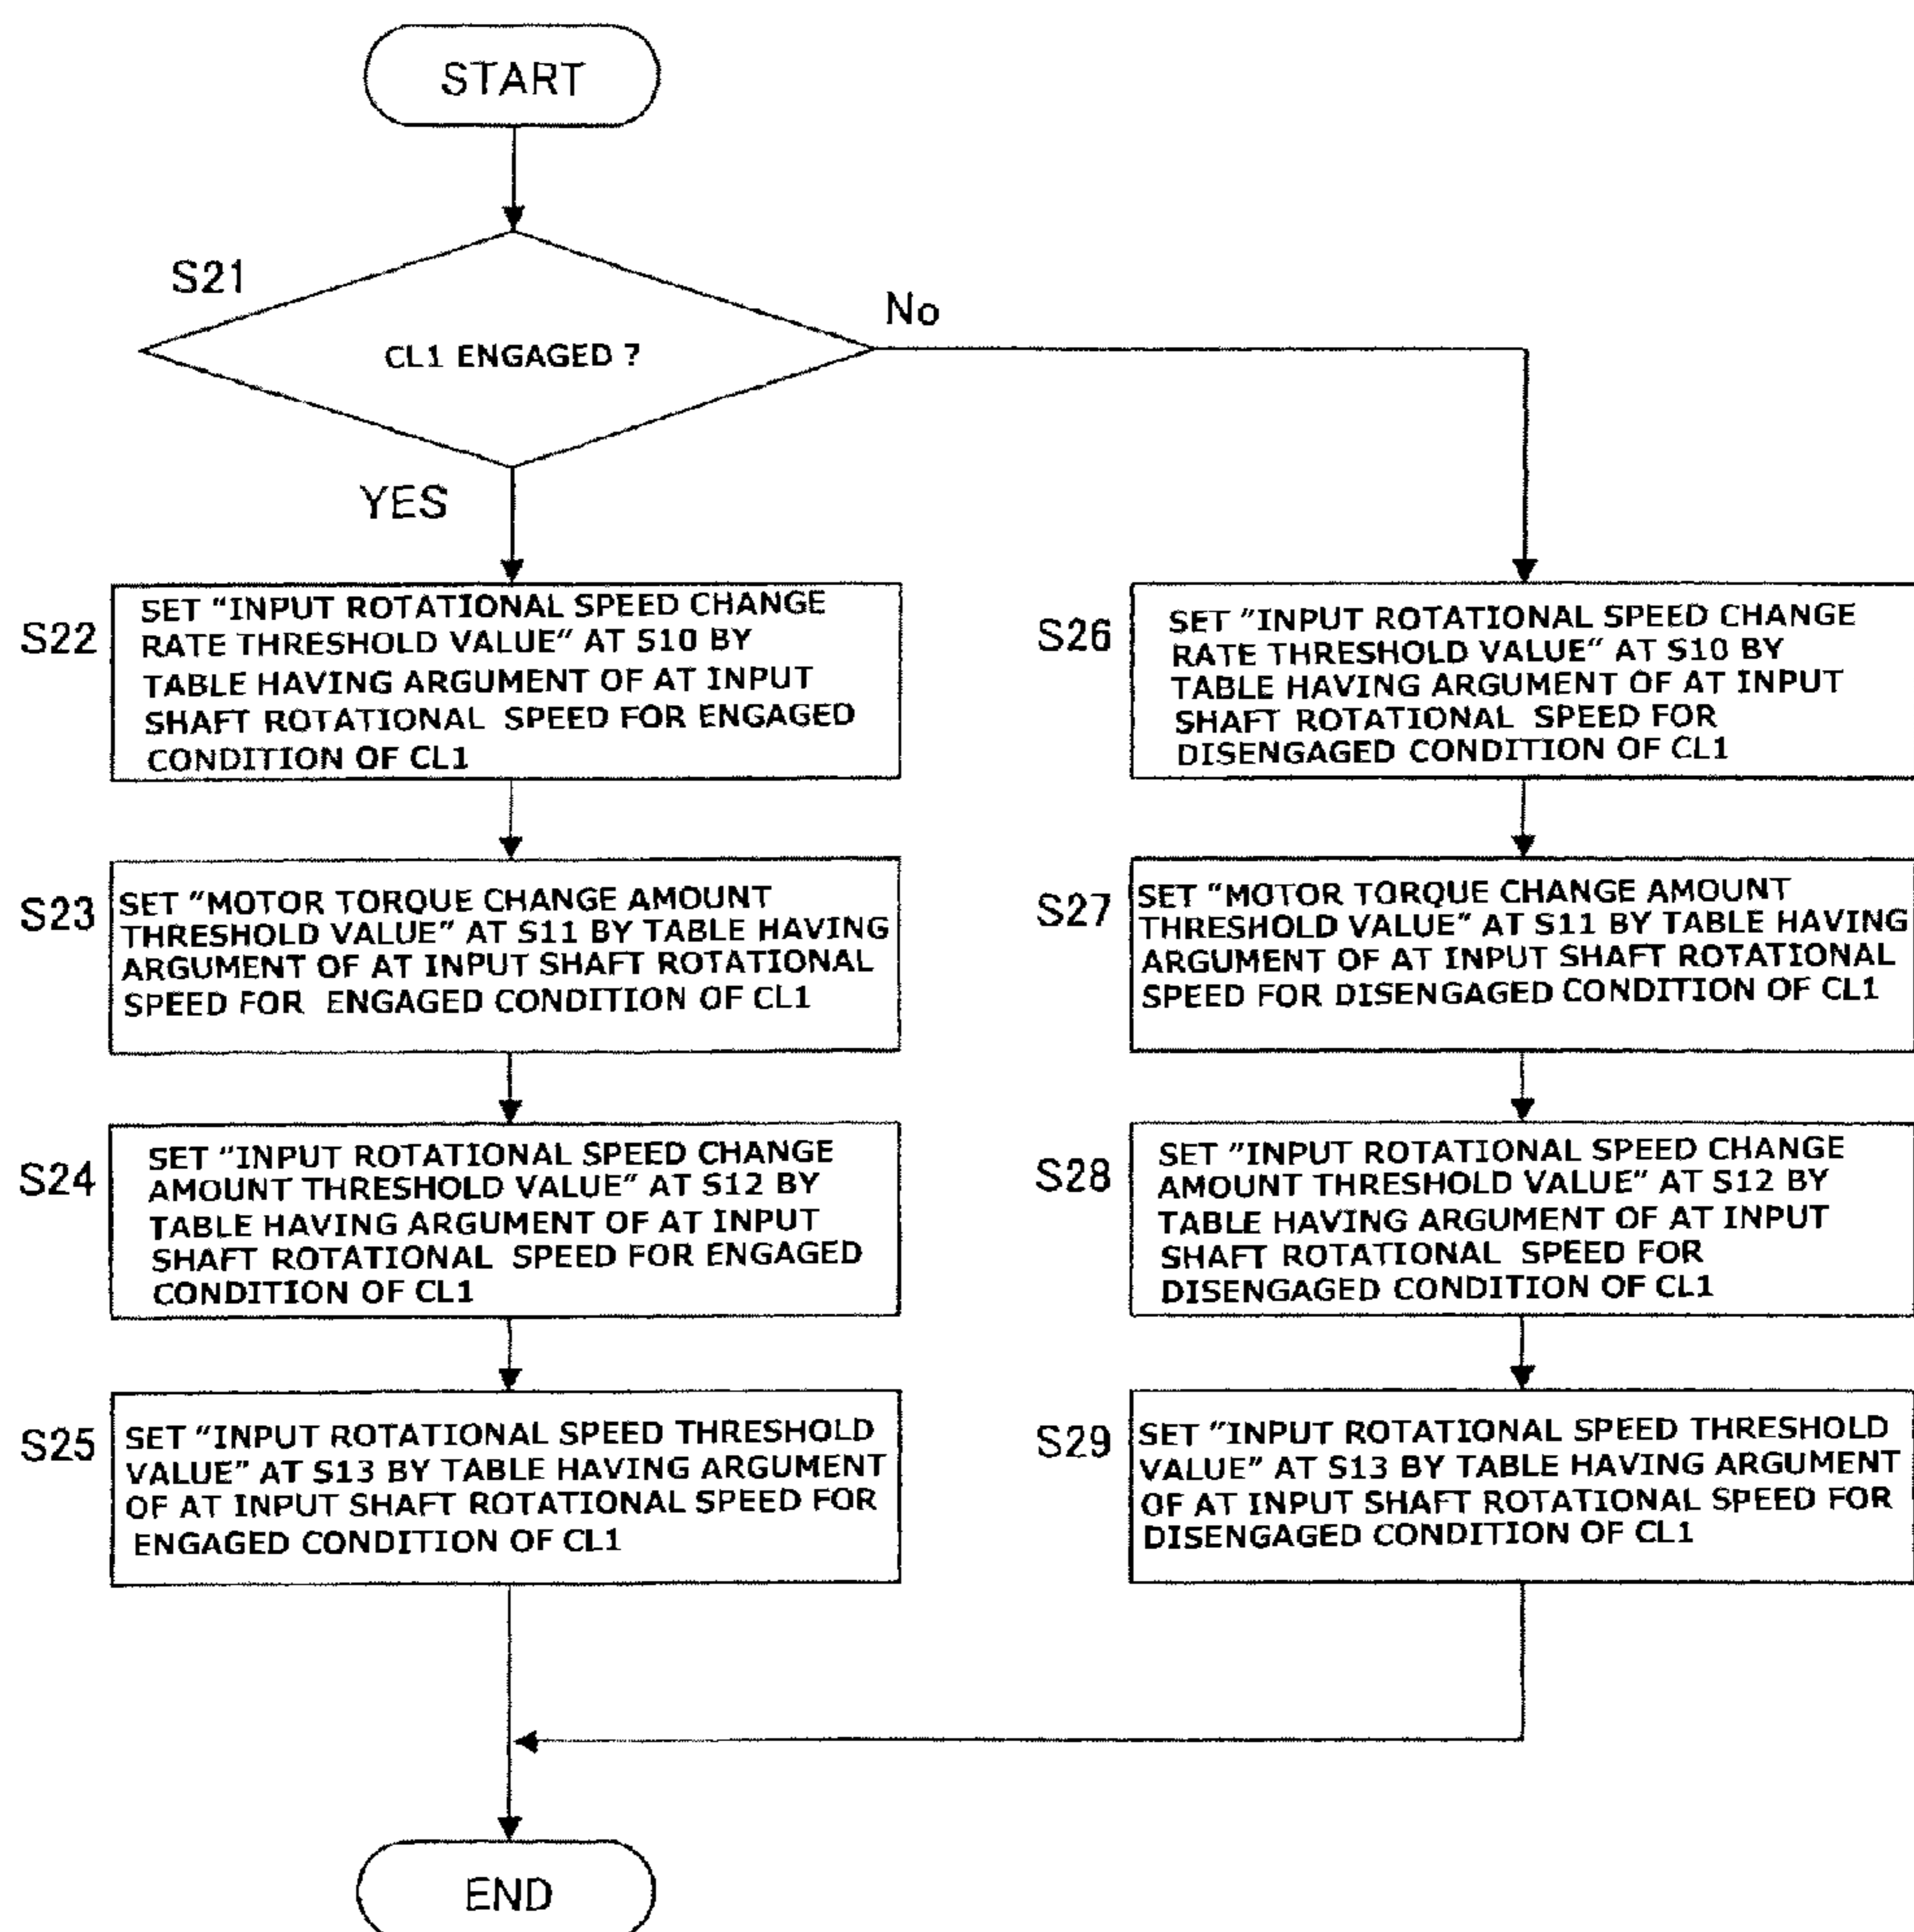 START
S21
CL1 ENGAGED ?
No
YES
S22
SET "INPUT ROTATIONAL SPEED CHANGE
RATE THRESHOLD VALUE" AT S10 BY
TABLE HAVING ARGUMENT OF AT INPUT
SHAFT ROTATIONAL SPEED FOR ENGAGED
CONDITION OF CL1
S23
SET "MOTOR TORQUE CHANGE AMOUNT
THRESHOLD VALUE" AT S11 BY TABLE HAVING
ARGUMENT OF AT INPUT SHAFT ROTATIONAL
SPEED FOR ENGAGED CONDITION OF CL1
S24
SET "INPUT ROTATIONAL SPEED CHANGE
AMOUNT THRESHOLD VALUE" AT S12 BY
TABLE HAVING ARGUMENT OF AT INPUT
SHAFT ROTATIONAL SPEED FOR ENGAGED
CONDITION OF CL1
S25
SET "INPUT ROTATIONAL SPEED THRESHOLD
VALUE" AT S13 BY TABLE HAVING ARGUMENT
OF AT INPUT SHAFT ROTATIONAL SPEED FOR
ENGAGED CONDITION OF CL1
S26
SET "INPUT ROTATIONAL SPEED CHANGE
RATE THRESHOLD VALUE" AT S10 BY
TABLE HAVING ARGUMENT OF AT INPUT
SHAFT ROTATIONAL SPEED FOR
DISENGAGED CONDITION OF CL1
S27
SET "MOTOR TORQUE CHANGE AMOUNT
THRESHOLD VALUE" AT S11 BY TABLE HAVING
ARGUMENT OF AT INPUT SHAFT ROTATIONAL
SPEED FOR DISENGAGED CONDITION OF CL1
S28
SET "INPUT ROTATIONAL SPEED CHANGE
AMOUNT THRESHOLD VALUE" AT S12 BY
TABLE HAVING ARGUMENT OF AT INPUT
SHAFT ROTATIONAL SPEED FOR
DISENGAGED CONDITION OF CL1
S29
SET "INPUT ROTATIONAL SPEED THRESHOLD
VALUE" AT S13 BY TABLE HAVING ARGUMENT
OF AT INPUT SHAFT ROTATIONAL SPEED FOR
DISENGAGED CONDITION OF CL1
END